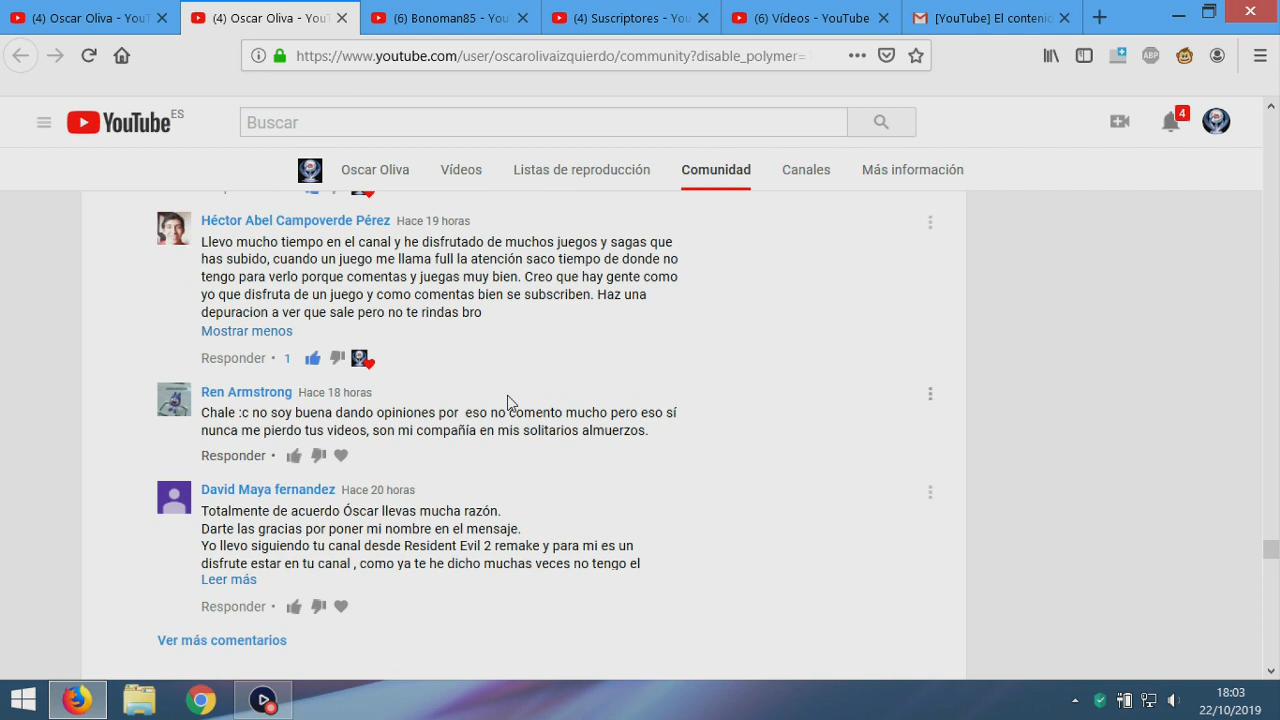 (4) Oscar Oliva - YouT
(4) Oscar Oliva - YouT
(6) Bonoman85 - You
(4) Suscriptores - You
(6) Vídeos - YouTube
[YouTube] El contenid
https://www.youtube.com/user/oscarolivaizquierdo/community?disable_polymer=
ABP
YouTube ES
Buscar
4
Oscar Oliva
Vídeos
Listas de reproducción
Comunidad
Canales
Más información
Héctor Abel Campoverde Pérez Hace 19 horas
Llevo mucho tiempo en el canal y he disfrutado de muchos juegos y sagas que
has subido, cuando un juego me llama full la atención saco tiempo de donde no
tengo para verlo porque comentas y juegas muy bien. Creo que hay gente como
yo que disfruta de un juego y como comentas bien se subscriben. Haz una
depuracion a ver que sale pero no te rindas bro
Mostrar menos
Responder • 1
Ren Armstrong Hace 18 horas
Chale :c no soy buena dando opiniones por eso no comento mucho pero eso sí
nunca me pierdo tus videos, son mi compañía en mis solitarios almuerzos.
Responder •
David Maya fernandez Hace 20 horas
Totalmente de acuerdo Óscar llevas mucha razón.
Darte las gracias por poner mi nombre en el mensaje.
Yo llevo siguiendo tu canal desde Resident Evil 2 remake y para mi es un
disfrute estar en tu canal , como ya te he dicho muchas veces no tengo el
Leer más
Responder •
Ver más comentarios
18:03
22/10/2019